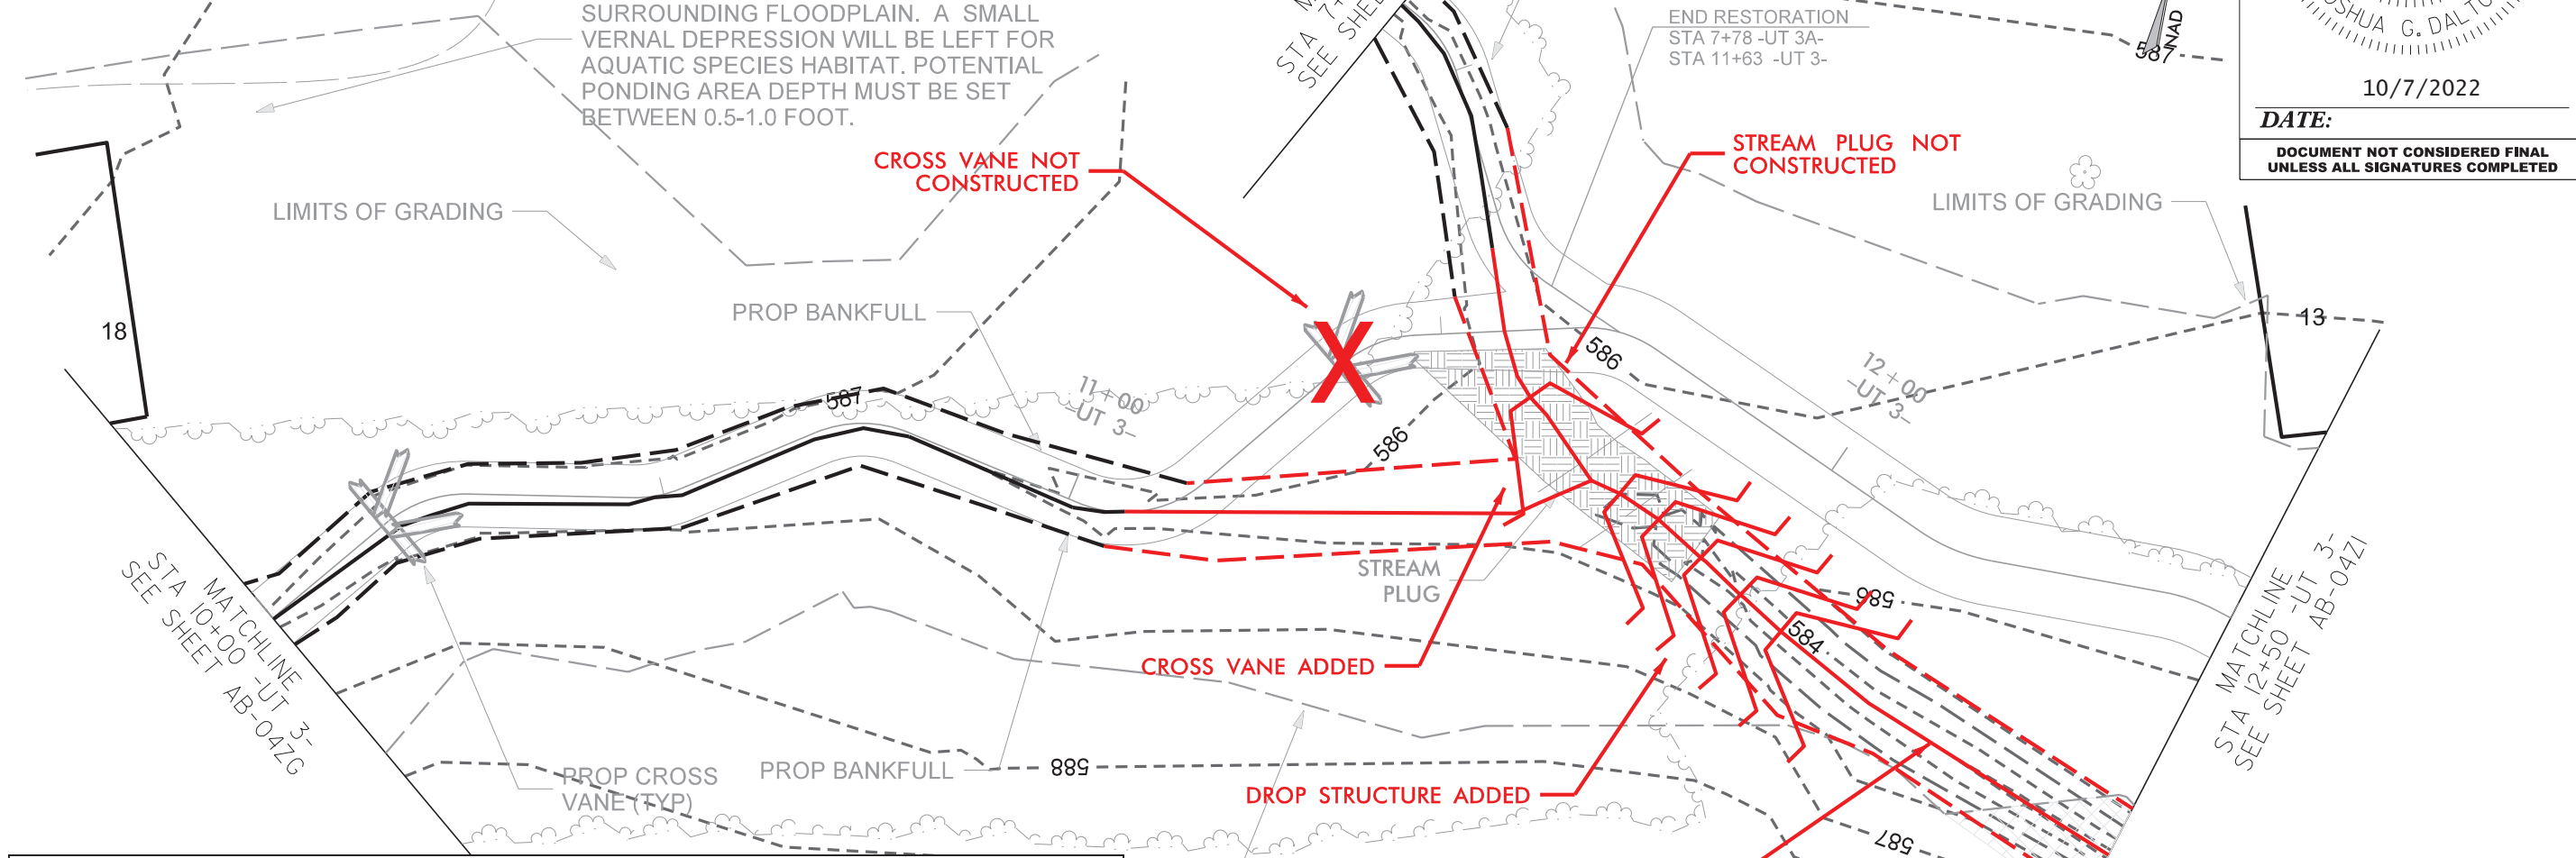 SURROUNDING FLOODPLAIN. A SMALL
VERNAL DEPRESSION WILL BE LEFT FOR
AQUATIC SPECIES HABITAT. POTENTIAL
PONDING AREA DEPTH MUST BE SET
BETWEEN 0.5-1.0 FOOT.
END RESTORATION
STA 7+78 -UT 3A-
STA 11+63 -UT 3-
NAD
587
JOSHUA G. DALTO
10/7/2022
DATE:
DOCUMENT NOT CONSIDERED FINAL
UNLESS ALL SIGNATURES COMPLETED
CROSS VANE NOT
CONSTRUCTED
STREAM PLUG NOT
CONSTRUCTED
LIMITS OF GRADING
LIMITS OF GRADING
PROP BANKFULL
18
13
X
586
587
11+00
-UT 3-
12+00
-UT 3-
586
STREAM
PLUG
586
584
CROSS VANE ADDED
MATCHLINE
STA 10+00 -UT 3-
SEE SHEET AB-04ZG
MATCHLINE
STA 12+50 -UT 3-
SEE SHEET AB-04ZI
PROP CROSS
VANE (TYP)
PROP BANKFULL
588
DROP STRUCTURE ADDED
587